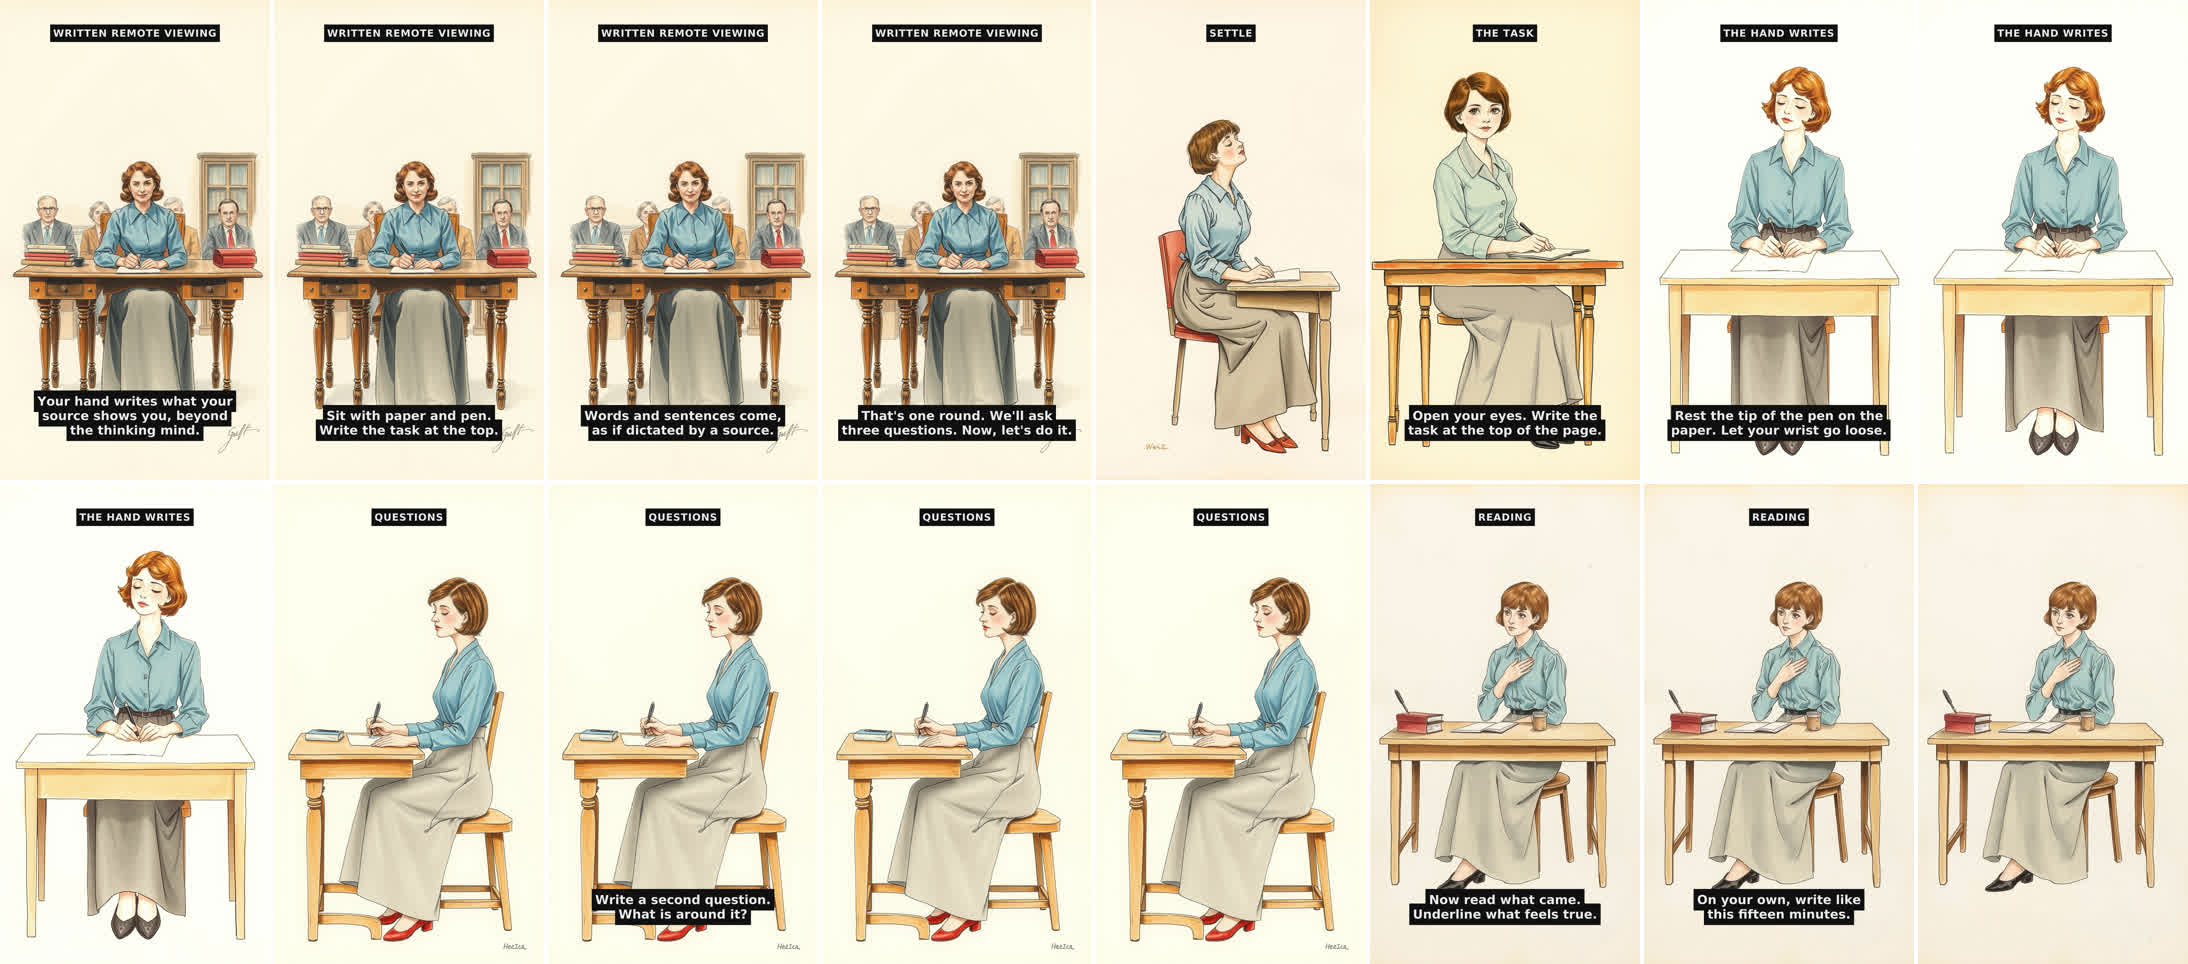 WRITTEN REMOTE VIEWING
Your hand writes what your
source shows you, beyond
the thinking mind.
WRITTEN REMOTE VIEWING
Sit with paper and pen.
Write the task at the top.
WRITTEN REMOTE VIEWING
Words and sentences come,
as if dictated by a source.
WRITTEN REMOTE VIEWING
That's one round. We'll ask
three questions. Now, let's do it.
SETTLE
THE TASK
Open your eyes. Write the
task at the top of the page.
THE HAND WRITES
Rest the tip of the pen on the
paper. Let your wrist go loose.
THE HAND WRITES
THE HAND WRITES
QUESTIONS
QUESTIONS
Write a second question.
What is around it?
QUESTIONS
QUESTIONS
READING
Now read what came.
Underline what feels true.
READING
On your own, write like
this fifteen minutes.